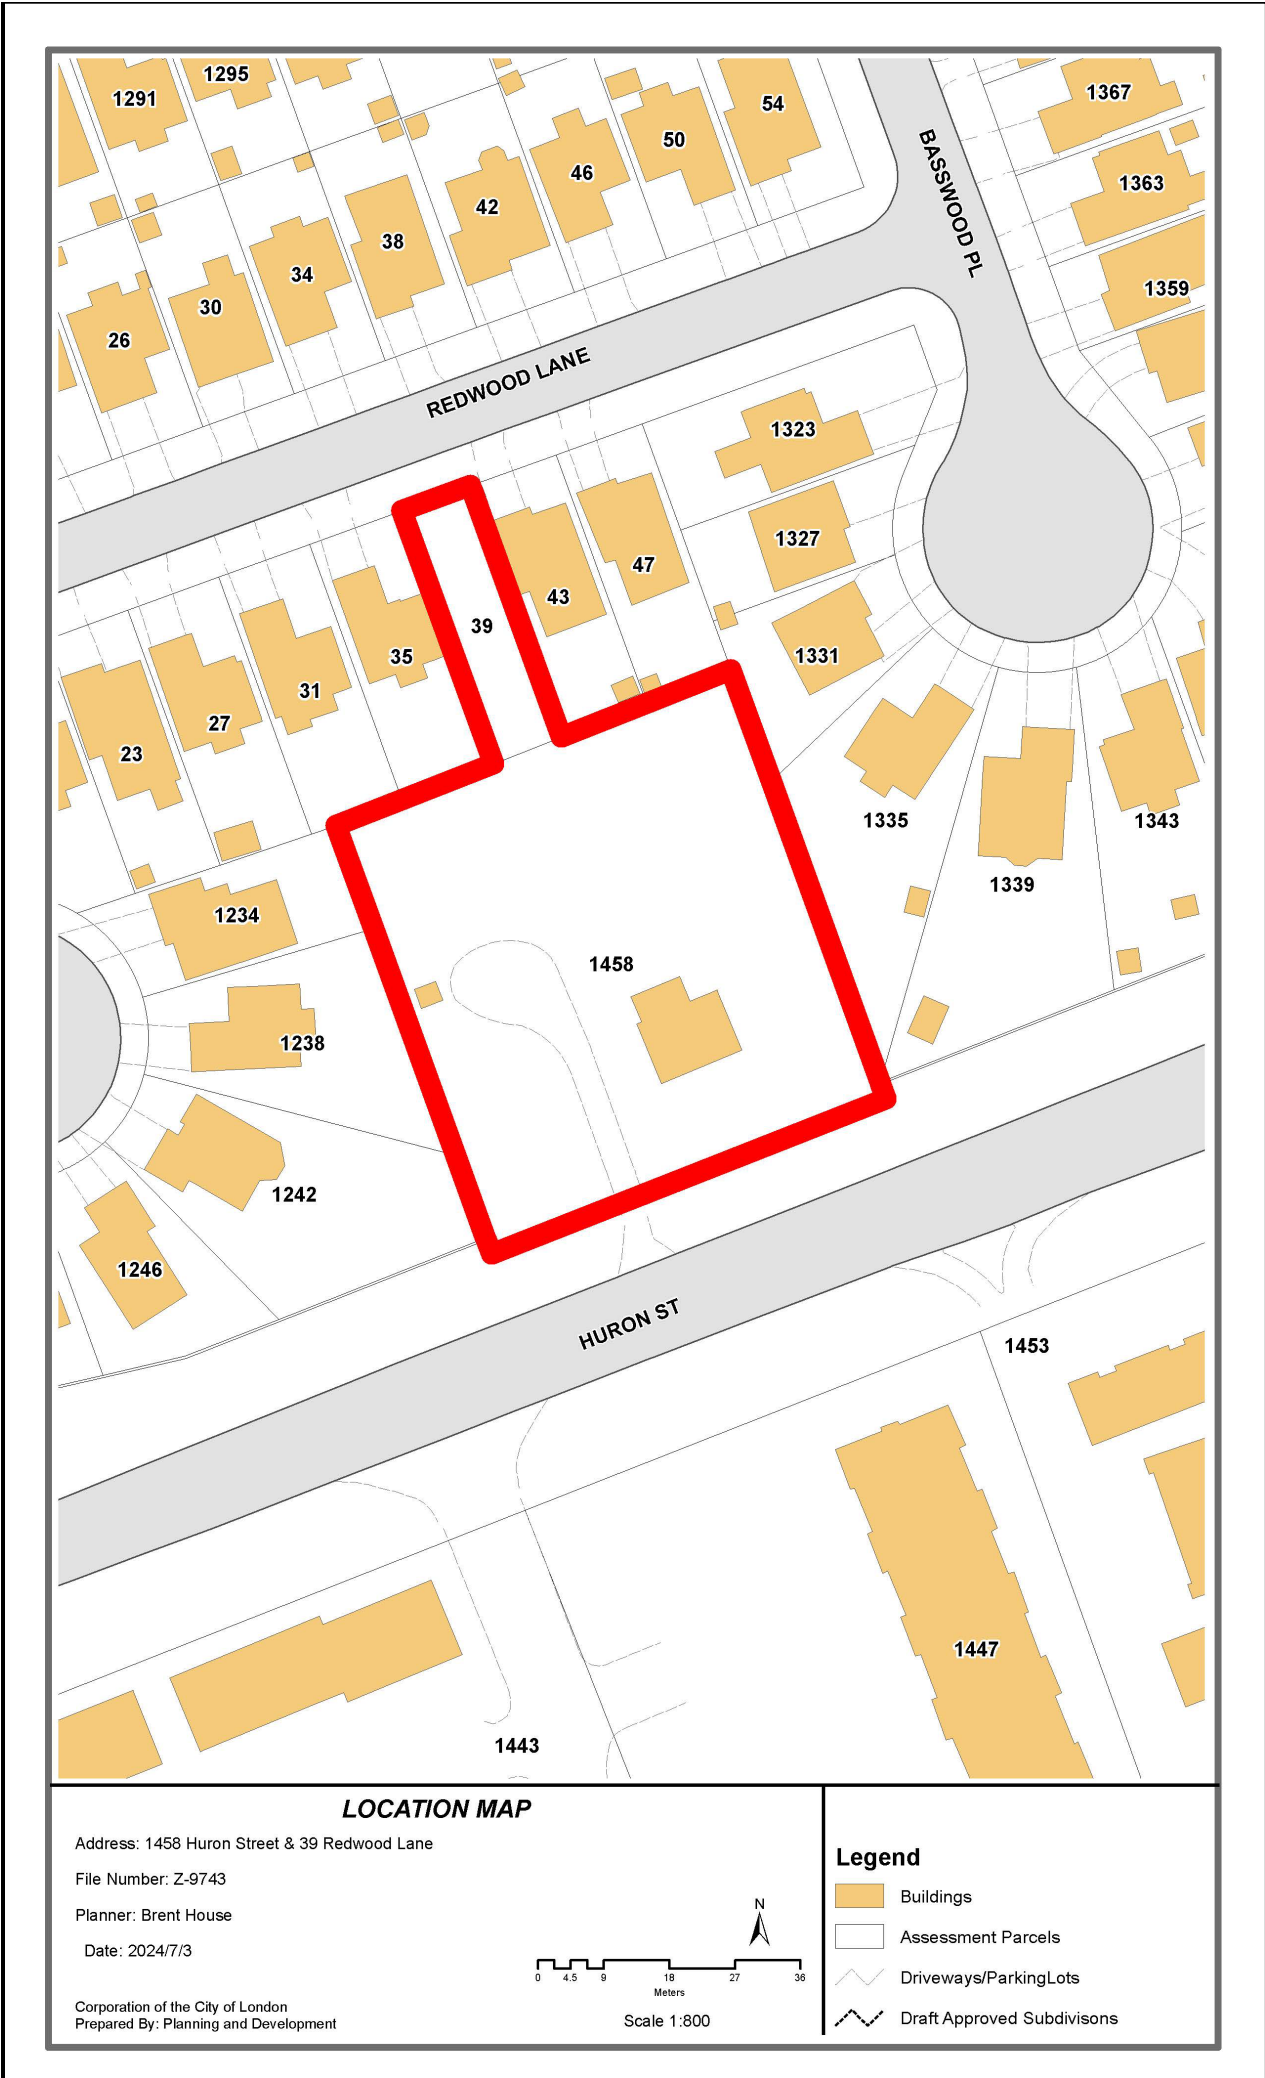 1295
1291
54
1367
50
BASSWOOD PL
46
1363
42
38
34
1359
30
26
REDWOOD LANE
1323
1327
47
43
39
35
1331
31
27
23
1335
1343
1339
1234
1458
1238
1242
1246
HURON ST
1453
1447
1443
LOCATION MAP
Address: 1458 Huron Street & 39 Redwood Lane
File Number: Z-9743
Planner: Brent House
Date: 2024/7/3
Corporation of the City of London
Prepared By: Planning and Development
N
0 4.5 9 18 27 36
Meters
Scale 1:800
Legend
Buildings
Assessment Parcels
Driveways/ParkingLots
Draft Approved Subdivisons